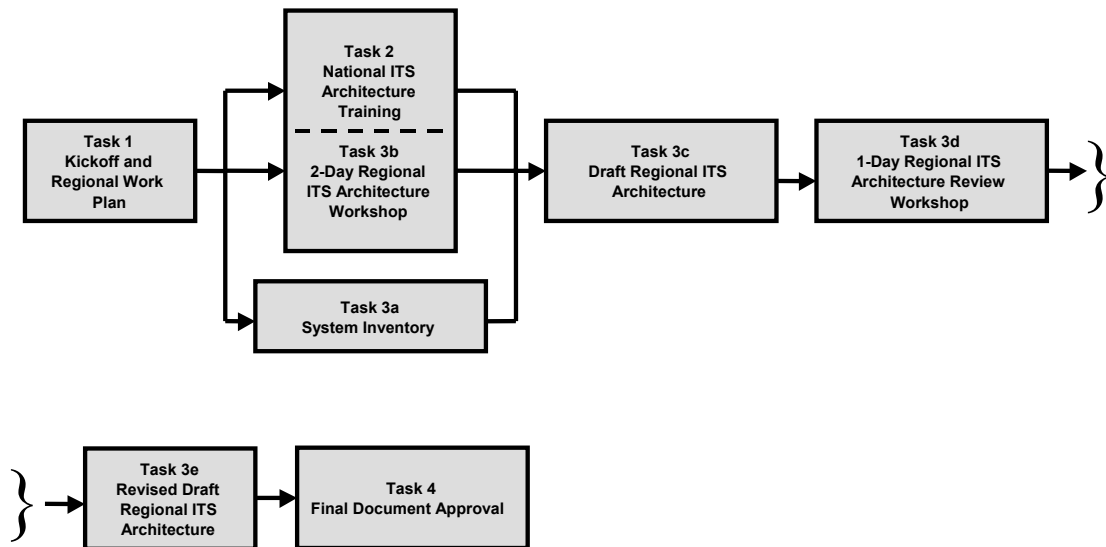 Task 1
Kickoff and
Regional Work
Plan
Task 2
National ITS
Architecture
Training
Task 3b
2-Day Regional
ITS Architecture
Workshop
Task 3a
System Inventory
Task 3c
Draft Regional ITS
Architecture
Task 3d
1-Day Regional ITS
Architecture Review
Workshop
}
}
Task 3e
Revised Draft
Regional ITS
Architecture
Task 4
Final Document Approval